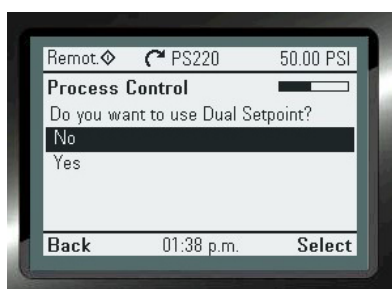 Remot. PS220 50.00 PSI
Process Control
Do you want to use Dual Setpoint?
No
Yes
Back 01:38 p.m. Select